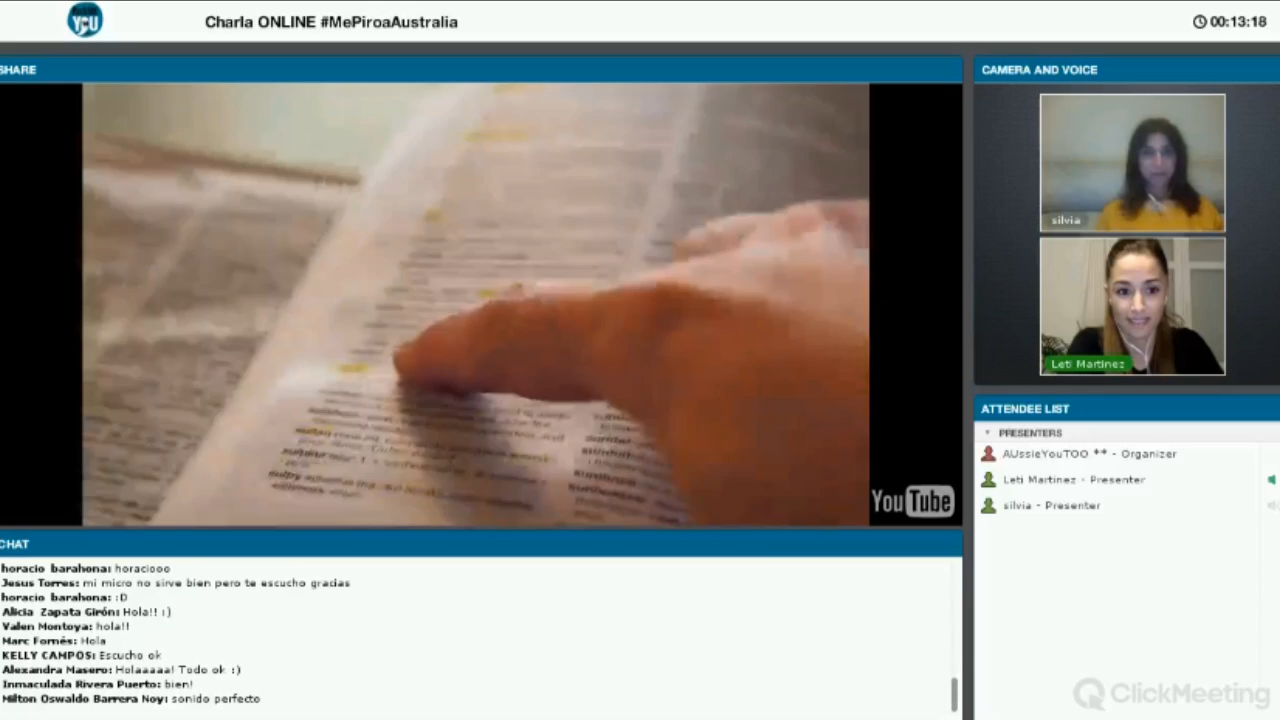 YOU
Charla ONLINE #MePiroaAustralia
00:13:18
SHARE
YouTube
CAMERA AND VOICE
silvia
Leti Martinez
ATTENDEE LIST
PRESENTERS
AUssieYouTOO ** - Organizer
Leti Martinez - Presenter
silvia - Presenter
CHAT
horacio barahona: horaciooo
Jesus Torres: mi micro no sirve bien pero te escucho gracias
horacio barahona: :D
Alicia Zapata Girón: Hola!! :)
Valen Montoya: hola!!
Marc Fornés: Hola
KELLY CAMPOS: Escucho ok
Alexandra Masero: Holaaaaa! Todo ok :)
Inmaculada Rivera Puerto: bien!
Milton Oswaldo Barrera Noy: sonido perfecto
ClickMeeting